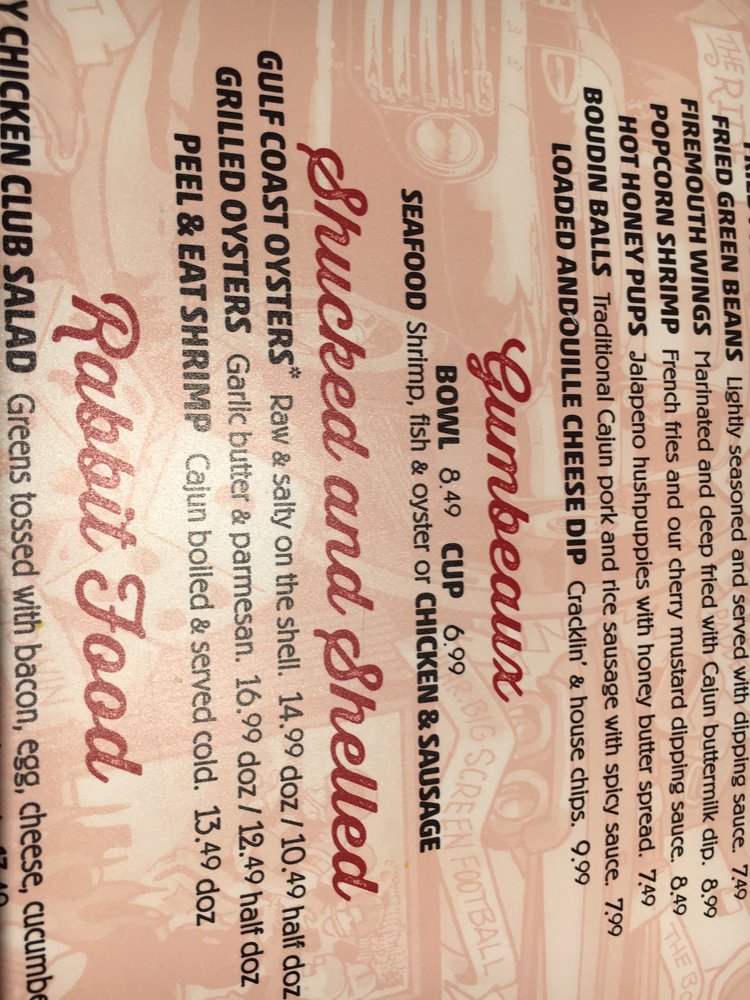 FRIED GREEN BEANS Lightly seasoned and served with dipping sauce. 7.49
FIREMOUTH WINGS Marinated and deep fried with Cajun buttermilk dip. 8.99
POPCORN SHRIMP French fries and our cherry mustard dipping sauce. 8.49
HOT HONEY PUPS Jalapeno hushpuppies with honey butter spread. 7.49
BOUDIN BALLS Traditional Cajun pork and rice sausage with spicy sauce. 7.99
LOADED ANDOUILLE CHEESE DIP Cracklin' & house chips. 9.99
Gumbeaux
BOWL 8.49 CUP 6.99
SEAFOOD Shrimp, fish & oyster or CHICKEN & SAUSAGE
BIG SCREEN FOOTBALL
Shucked and Shelled
GULF COAST OYSTERS* Raw & salty on the shell. 14.99 doz / 10.49 half doz
GRILLED OYSTERS Garlic butter & parmesan. 16.99 doz / 12.49 half doz
PEEL & EAT SHRIMP Cajun boiled & served cold. 13.49 doz
Rabbit Food
Y CHICKEN CLUB SALAD Greens tossed with bacon, egg, cheese, cucumbe